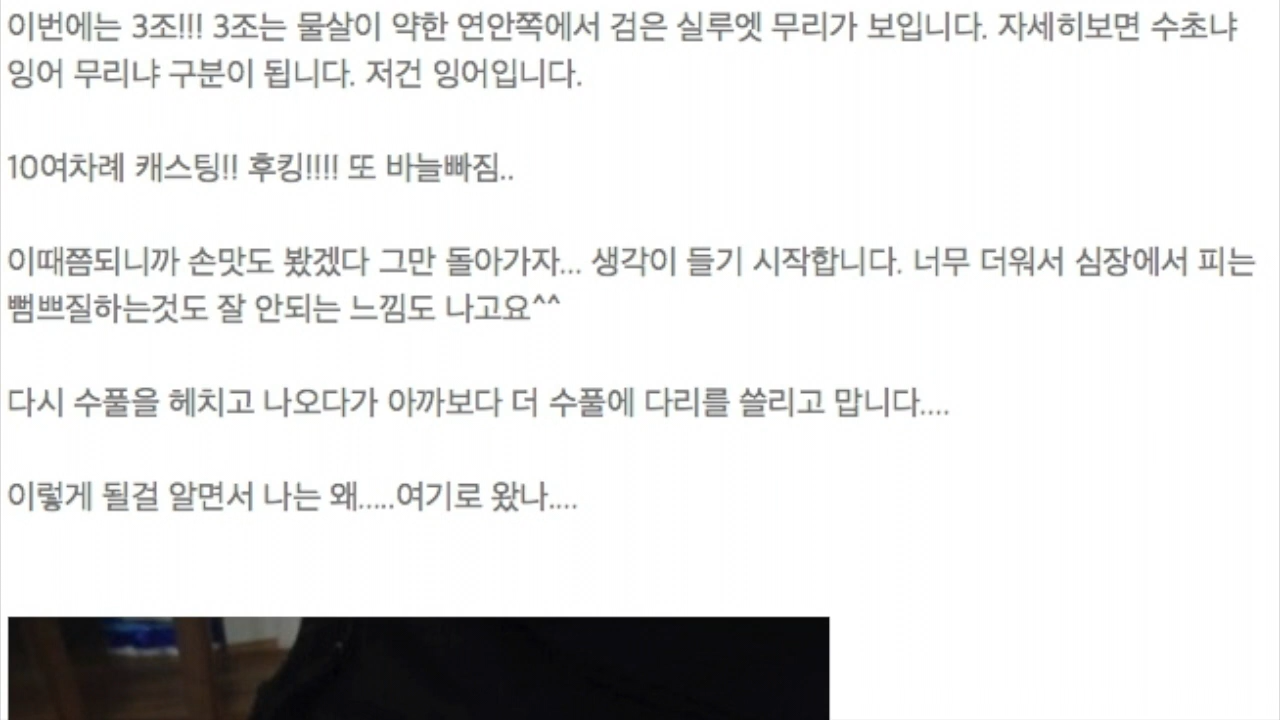 이번에는 3조!!! 3조는 물살이 약한 연안쪽에서 검은 실루엣 무리가 보입니다. 자세히보면 수초냐
잉어 무리냐 구분이 됩니다. 저건 잉어입니다.
10여차례 캐스팅!! 후킹!!!! 또 바늘빠짐..
이때쯤되니까 손맛도 봤겠다 그만 돌아가자... 생각이 들기 시작합니다. 너무 더워서 심장에서 피는
뻠쁘질하는것도 잘 안되는 느낌도 나고요^^
다시 수풀을 헤치고 나오다가 아까보다 더 수풀에 다리를 쓸리고 맙니다....
이렇게 될걸 알면서 나는 왜.....여기로 왔나....